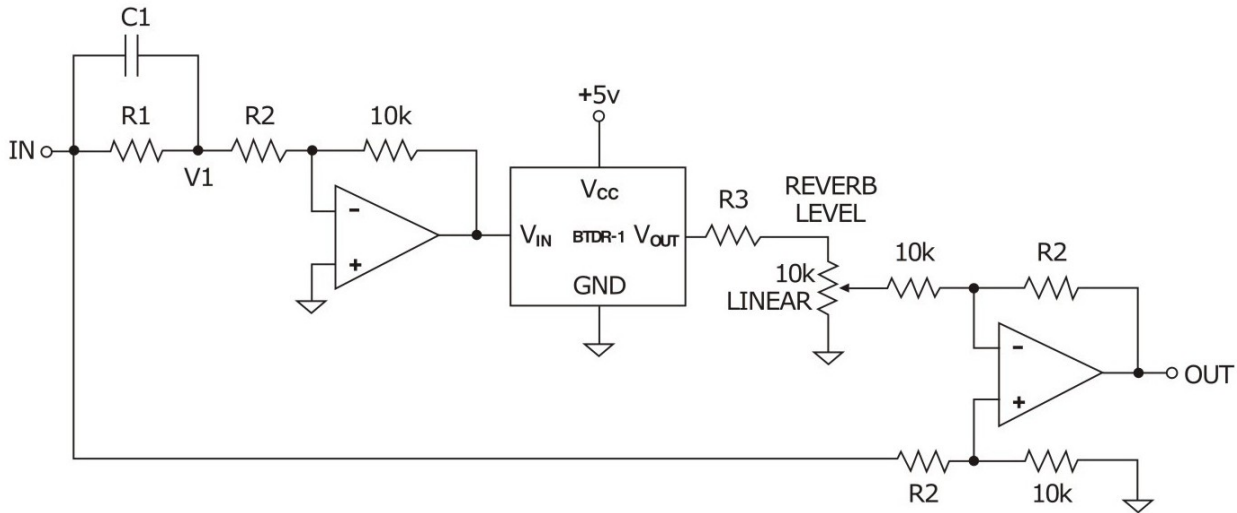 C1
R1
R2
10k
IN
V1
+5v
VCC
VIN
BTDR-1
VOUT
GND
R3
REVERB
LEVEL
10k
LINEAR
10k
R2
-
+
-
+
OUT
R2
10k